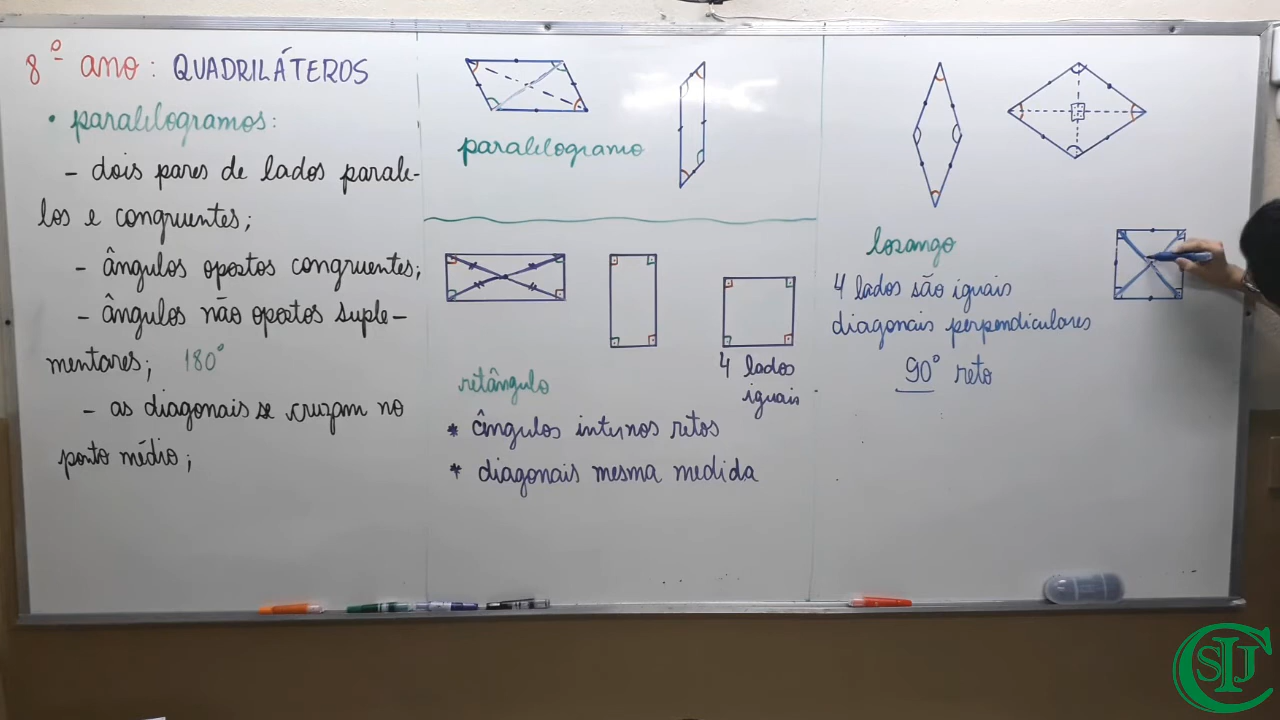 8º ano: QUADRILÁTEROS
• paralelogramos:
- dois pares de lados parale-
los e congruentes;
- ângulos opostos congruentes;
- ângulos não opostos suple-
mentares; 180°
- as diagonais se cruzam no
ponto médio;
paralelogramo
4 lados
iguais
retângulo
* ângulos internos retos
* diagonais mesma medida
losango
4 lados são iguais
diagonais perpendiculares
90° reto
CSIJ